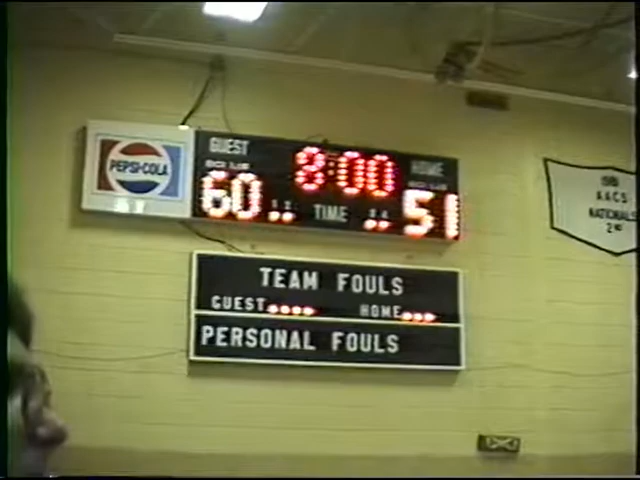 PEPSI-COLA
GUEST
8:00
HOME
60
TIME
51
TEAM FOULS
GUEST
HOME
PERSONAL FOULS
AACS
NATIONALS
2ND